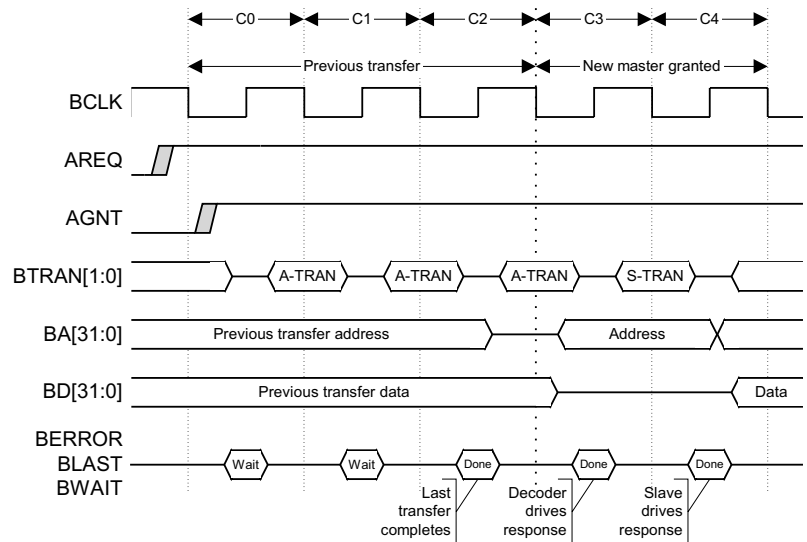 C0 C1 C2 C3 C4
Previous transfer New master granted
BCLK
AREQ
AGNT
BTRAN[1:0] A-TRAN A-TRAN A-TRAN S-TRAN
BA[31:0] Previous transfer address Address
BD[31:0] Previous transfer data Data
BERROR
BLAST Wait Wait Done Done Done
BWAIT
Last
transfer
completes
Decoder
drives
response
Slave
drives
response